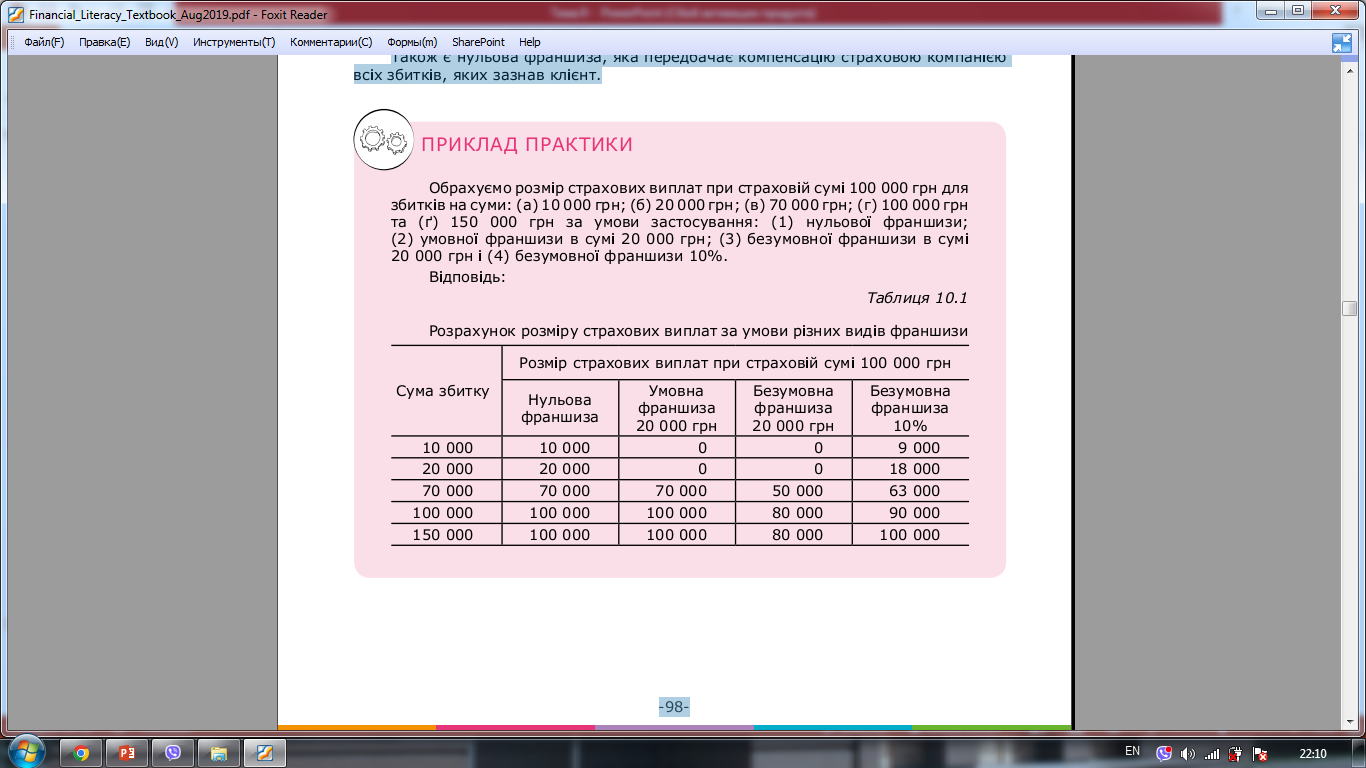 Financial_Literacy_Textbook_Aug2019.pdf - Foxit Reader
Файл(F) Правка(E) Вид(V) Инструменты(T) Комментарии(C) Формы(m) SharePoint Help
Також є нульова франшиза, яка передбачає компенсацію страховою компанією
всіх збитків, яких зазнав клієнт.
ПРИКЛАД ПРАКТИКИ
Обрахуємо розмір страхових виплат при страховій сумі 100 000 грн для
збитків на суми: (а) 10 000 грн; (б) 20 000 грн; (в) 70 000 грн; (г) 100 000 грн
та (ґ) 150 000 грн за умови застосування: (1) нульової франшизи;
(2) умовної франшизи в сумі 20 000 грн; (3) безумовної франшизи в сумі
20 000 грн і (4) безумовної франшизи 10%.
Відповідь:
Таблиця 10.1
Розрахунок розміру страхових виплат за умови різних видів франшизи
Сума збитку
Розмір страхових виплат при страховій сумі 100 000 грн
Нульова
франшиза
Умовна
франшиза
20 000 грн
Безумовна
франшиза
20 000 грн
Безумовна
франшиза
10%
10 000 10 000 0 0 9 000
20 000 20 000 0 0 18 000
70 000 70 000 70 000 50 000 63 000
100 000 100 000 100 000 80 000 90 000
150 000 100 000 100 000 80 000 100 000
-98-
EN 22:10